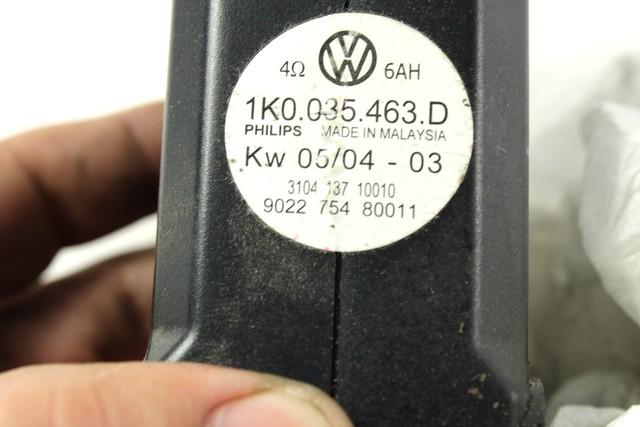 4Ω VW 6AH
1K0.035.463.D
PHILIPS MADE IN MALAYSIA
Kw 05/04 - 03
3104 137 10010
9022 754 80011